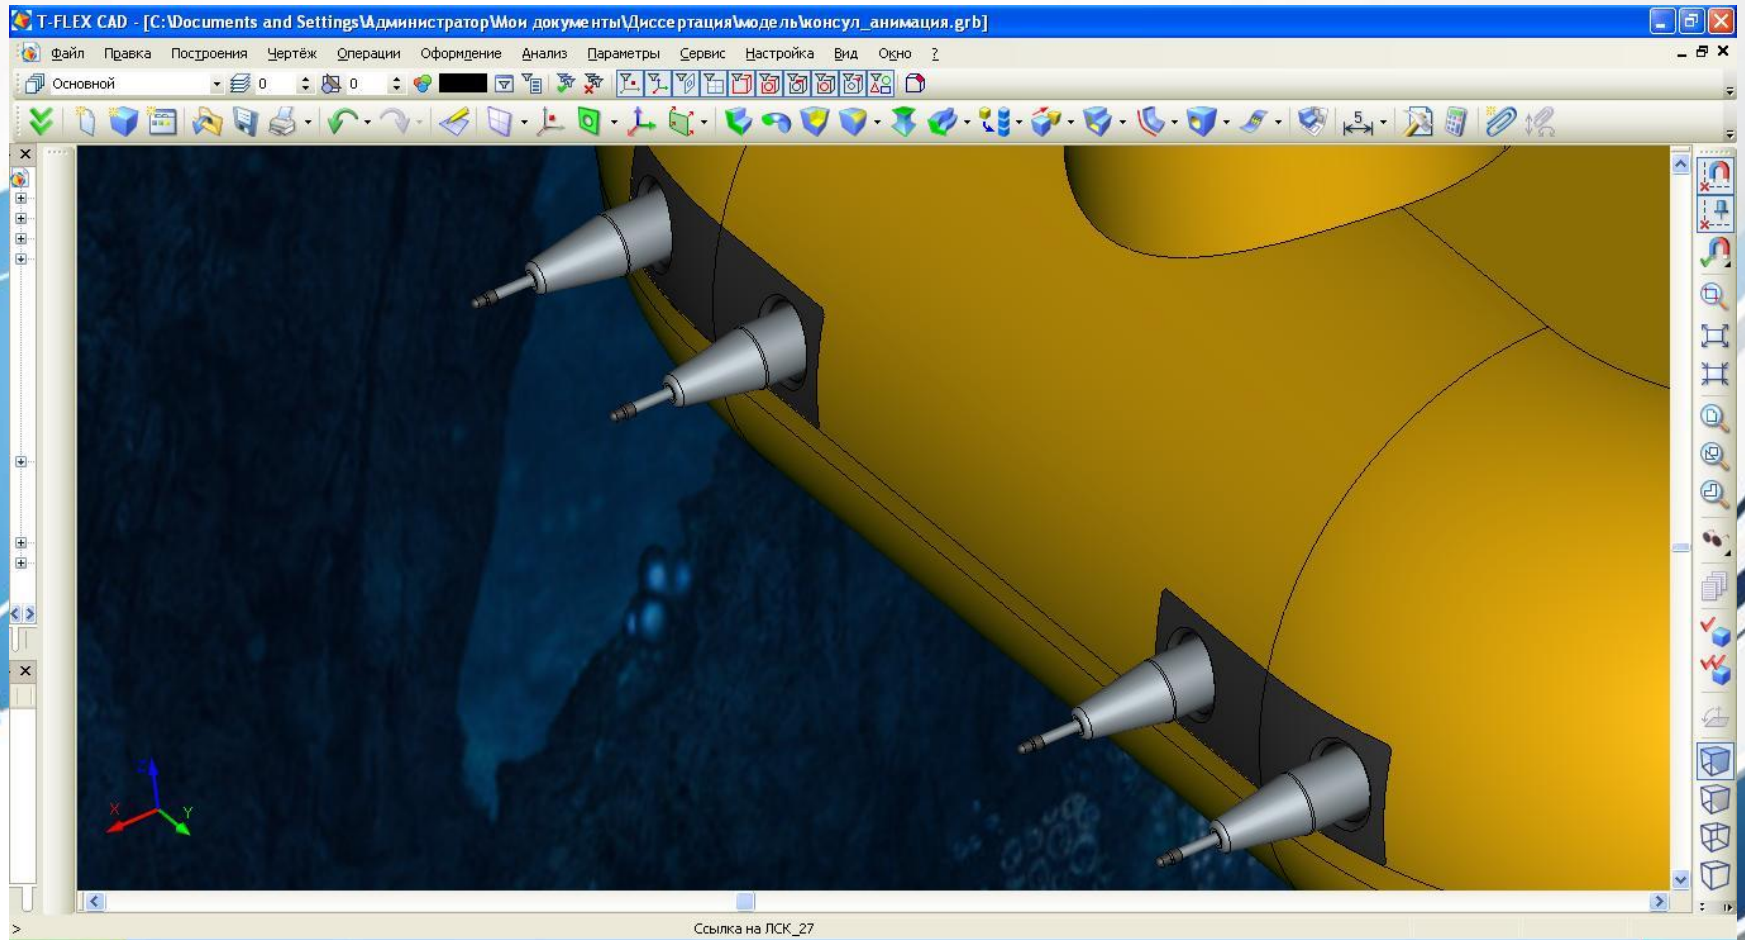 T-FLEX CAD - [C:\Documents and Settings\Администратор\Мои документы\Диссертация\модель\консул_анимация.grb]
Файл Правка Построения Чертёж Операции Оформление Анализ Параметры Сервис Настройка Вид Окно ?
Основной 0 0
5
Z
X Y
Ссылка на ЛСК_27
>